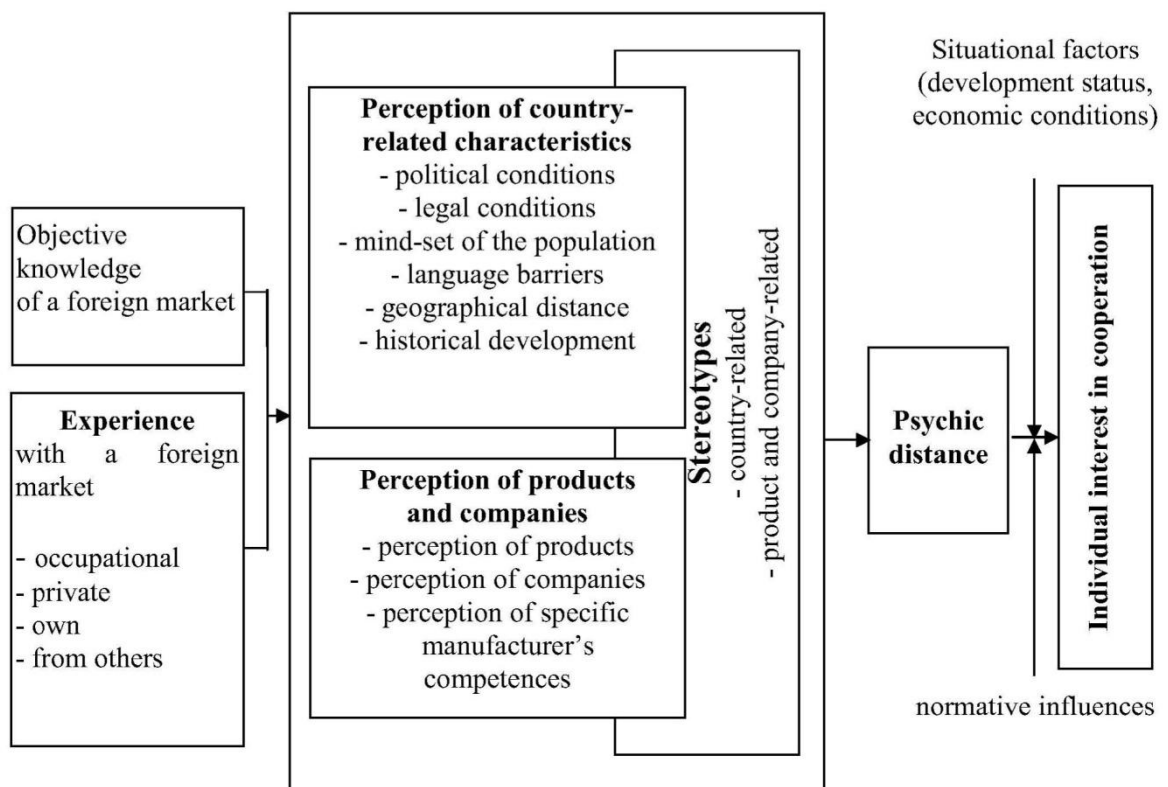 Objective
knowledge
of a foreign market
Experience
with a foreign
market
- occupational
- private
- own
- from others
Perception of country-
related characteristics
- political conditions
- legal conditions
- mind-set of the population
- language barriers
- geographical distance
- historical development
Perception of products
and companies
- perception of products
- perception of companies
- perception of specific
manufacturer’s
competences
Stereotypes
- country-related
- product and company-related
Psychic
distance
Situational factors
(development status,
economic conditions)
Individual interest in cooperation
normative influences